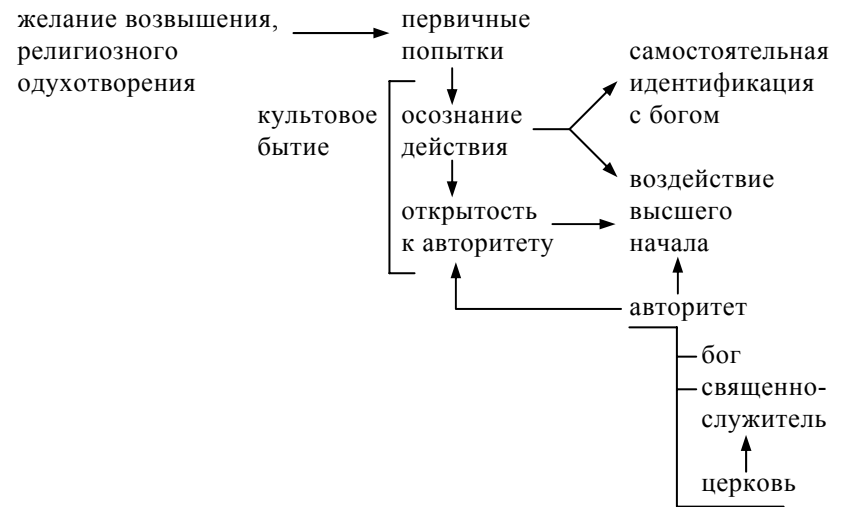 желание возвышения,
религиозного
одухотворения
первичные
попытки
самостоятельная
идентификация
с богом
культовое
бытие
осознание
действия
воздействие
высшего
начала
открытость
к авторитету
авторитет
бог
священно-
служитель
церковь